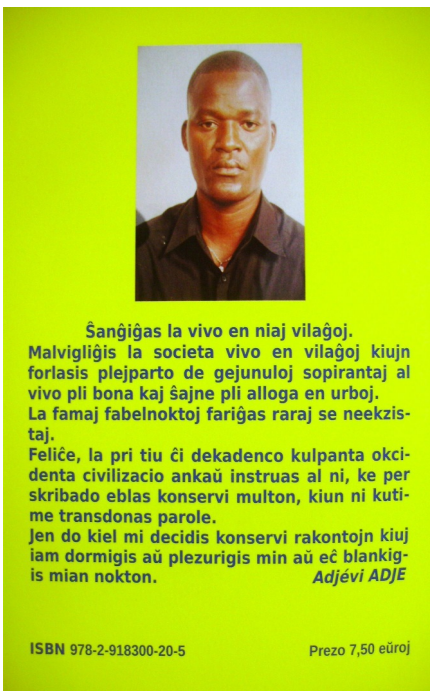 Ŝanĝiĝas la vivo en niaj vilaĝoj.
Malvigliĝis la societa vivo en vilaĝoj kiujn
forlasis plejparto de gejunuloj sopirantaj al
vivo pli bona kaj ŝajne pli alloga en urboj.
La famaj fabelnoktoj fariĝas raraj se neekzis-
taj.
Feliĉe, la pri tiu ĉi dekadenco kulpanta okci-
denta civilizacio ankaŭ instruas al ni, ke per
skribado eblas konservi multon, kiun ni kuti-
me transdonas parole.
Jen do kiel mi decidis konservi rakontojn kiuj
iam dormigis aŭ plezurigis min aŭ eĉ blankig-
is mian nokton. Adjévi ADJE
ISBN 978-2-918300-20-5 Prezo 7,50 eŭroj